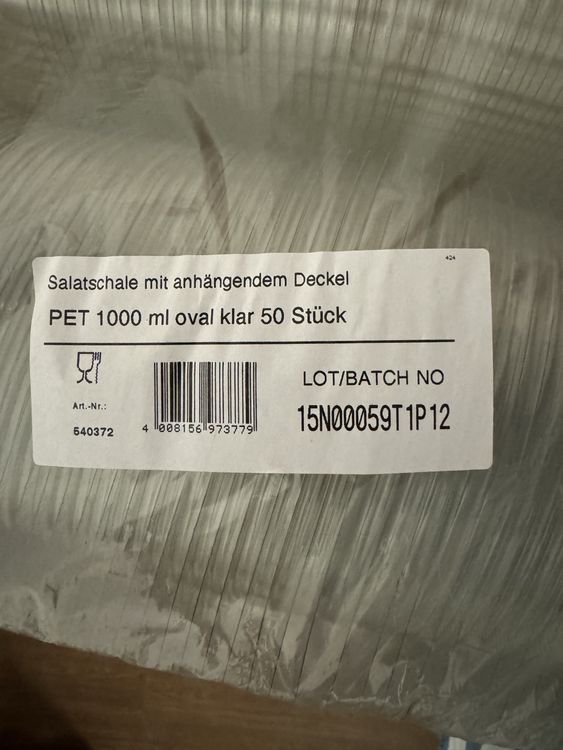 424
Salatschale mit anhängendem Deckel
PET 1000 ml oval klar 50 Stück
LOT/BATCH NO
Art.-Nr.:
540372
4 008156 973779
15N00059T1P12